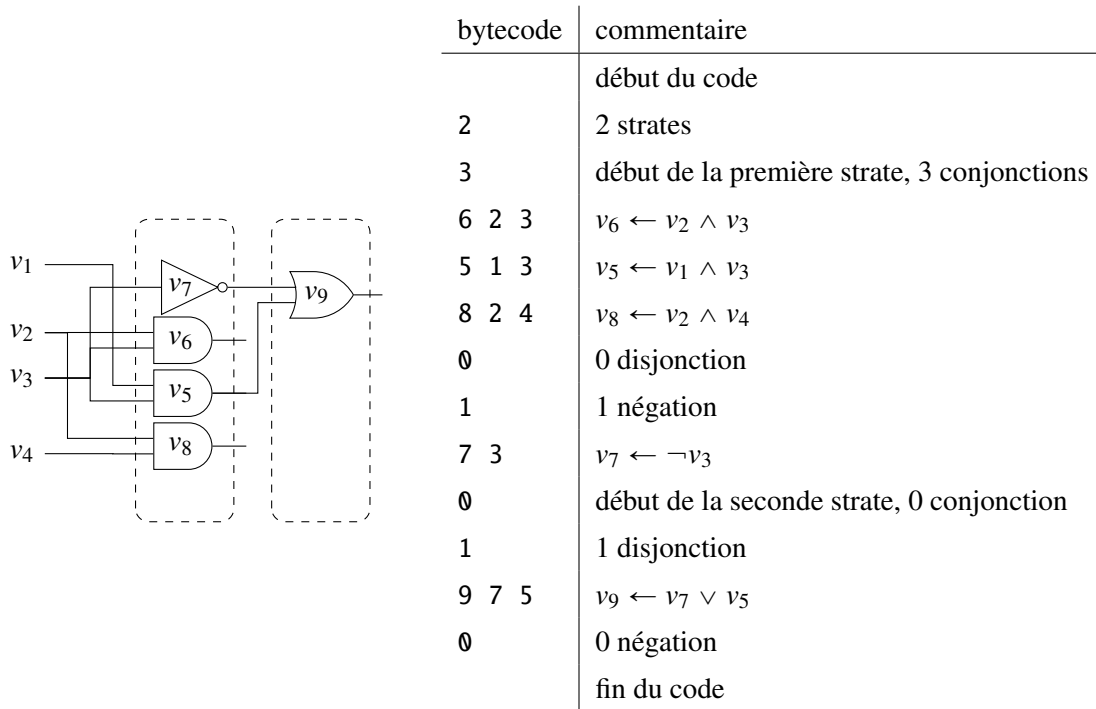 bytecode commentaire
début du code
2 2 strates
3 début de la première strate, 3 conjonctions
6 2 3 v6 ← v2 ∧ v3
5 1 3 v5 ← v1 ∧ v3
8 2 4 v8 ← v2 ∧ v4
0 0 disjonction
1 1 négation
7 3 v7 ← ¬v3
0 début de la seconde strate, 0 conjonction
1 1 disjonction
9 7 5 v9 ← v7 ∨ v5
0 0 négation
fin du code
v1
v2
v3
v4
v7
v6
v5
v8
v9